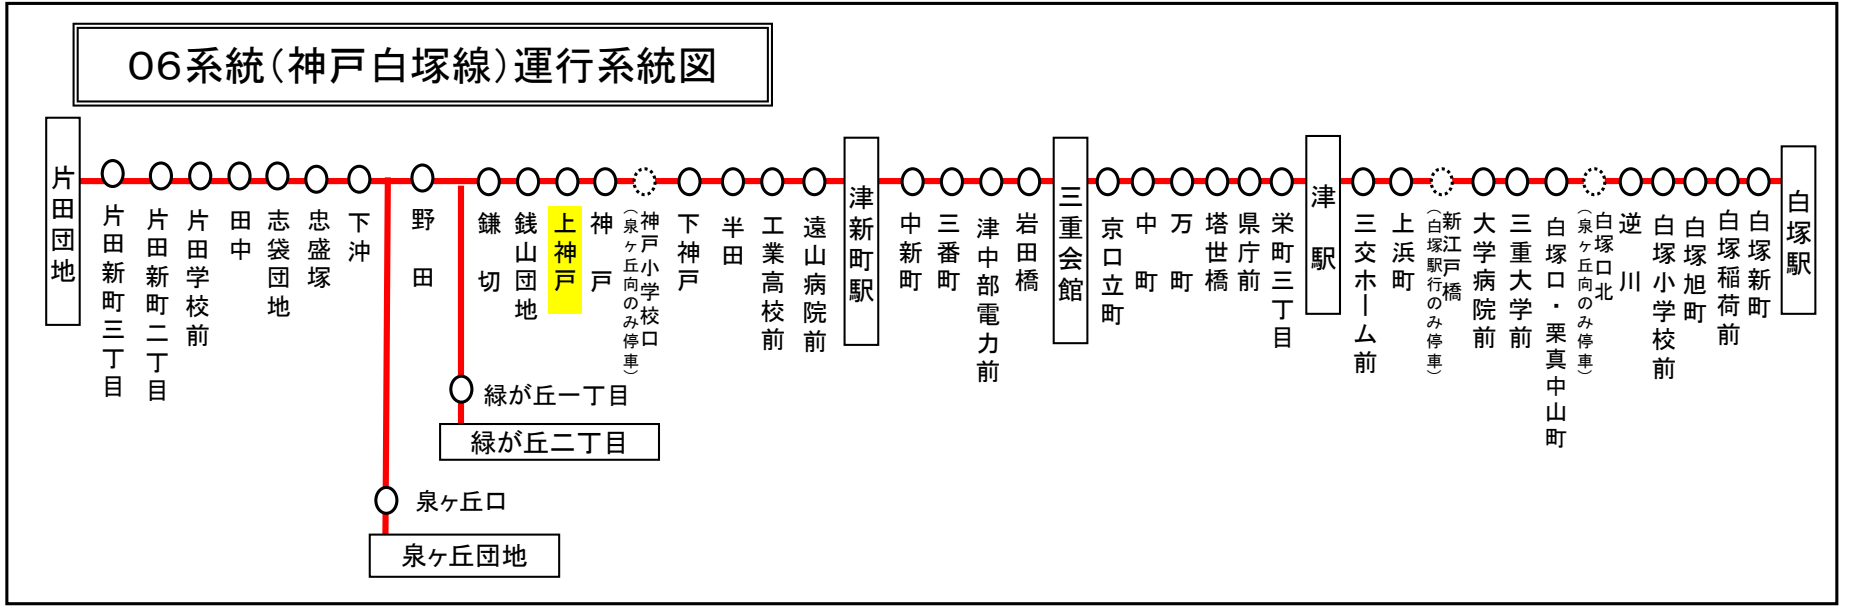 06系統(神戸白塚線)運行系統図
片田団地
片田新町三丁目
片田新町二丁目
片田学校前
田中
志袋団地
忠盛塚
下沖
野田
鎌切
銭山団地
上神戸
神戸
神戸小学校口
(泉ヶ丘向のみ停車)
下神戸
半田
工業高校前
遠山病院前
津新町駅
中新町
三番町
津中部電力前
岩田橋
三重会館
京口立町
中町
万町
塔世橋
県庁前
栄町三丁目
津駅
三交ホーム前
上浜町
新江戸橋
(白塚駅行のみ停車)
大学病院前
三重大学前
白塚口・栗真中山町
白塚口北
(泉ヶ丘向のみ停車)
逆川
白塚小学校前
白塚旭町
白塚稲荷前
白塚新町
白塚駅
緑が丘一丁目
緑が丘二丁目
泉ヶ丘口
泉ヶ丘団地